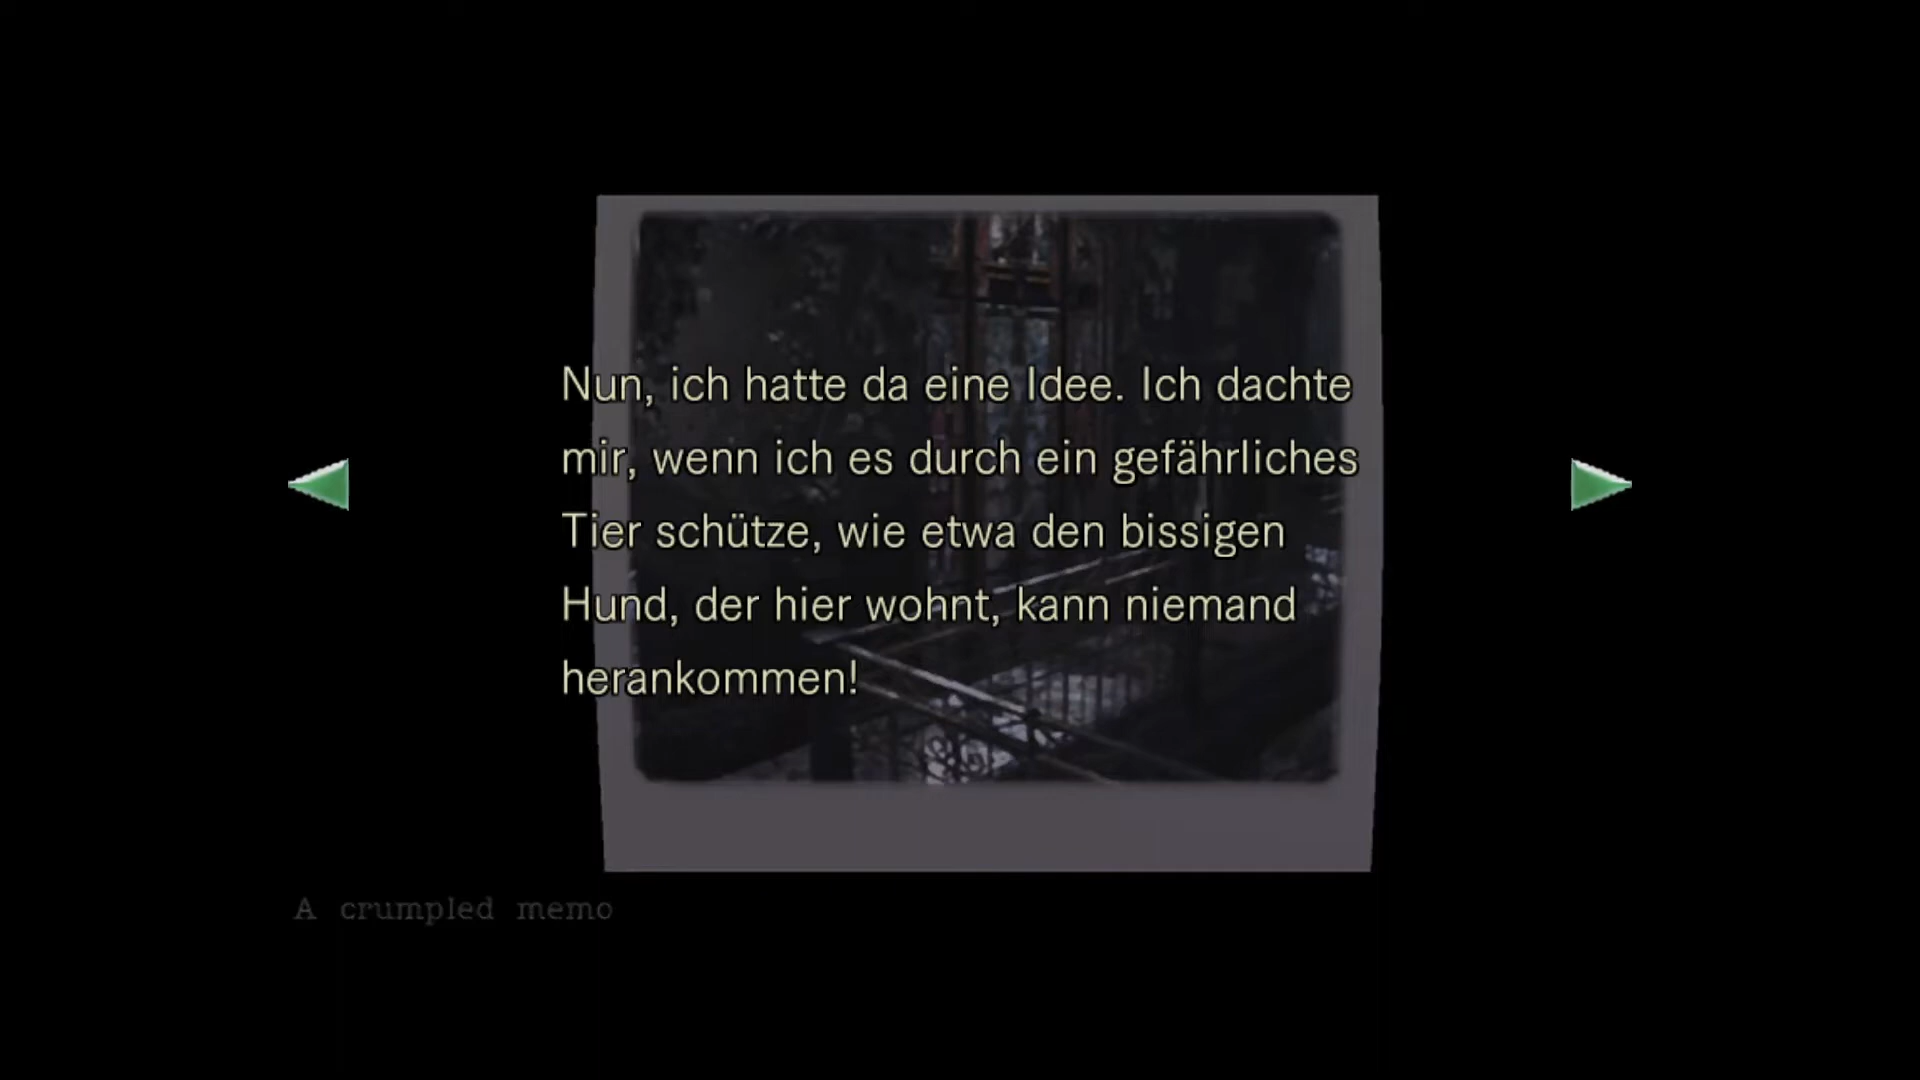 Nun, ich hatte da eine Idee. Ich dachte
mir, wenn ich es durch ein gefährliches
Tier schütze, wie etwa den bissigen
Hund, der hier wohnt, kann niemand
herankommen!
A crumpled memo